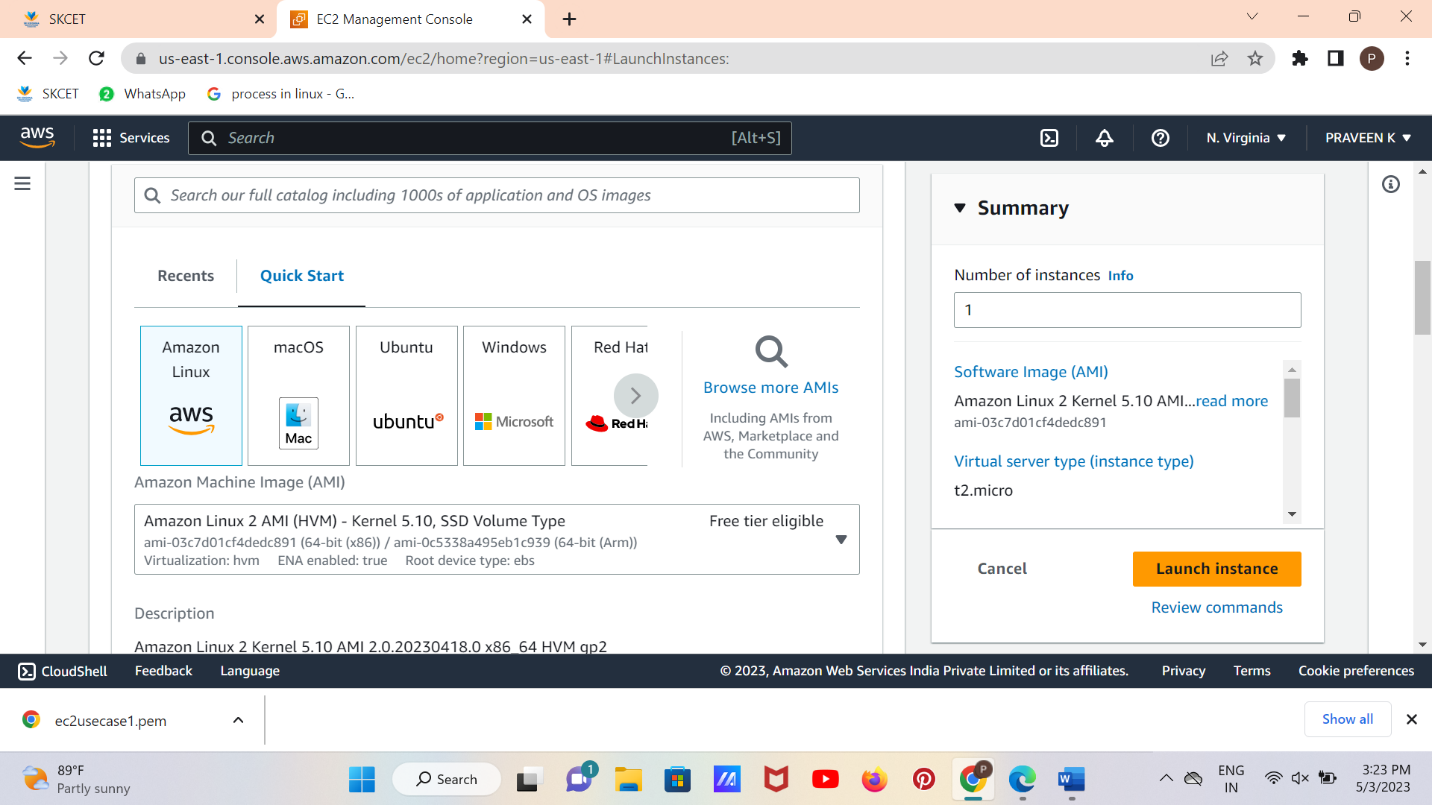 SKCET
EC2 Management Console
us-east-1.console.aws.amazon.com/ec2/home?region=us-east-1#LaunchInstances:
P
SKCET
2
WhatsApp
G
process in linux - G...
aws
Services
Search
[Alt+S]
N. Virginia
PRAVEEN K
Search our full catalog including 1000s of application and OS images
Recents
Quick Start
Amazon
Linux
aws
macOS
Mac
Ubuntu
ubuntu
Windows
Microsoft
Red Hat
Red Ha
Browse more AMIs
Including AMIs from
AWS, Marketplace and
the Community
Amazon Machine Image (AMI)
Amazon Linux 2 AMI (HVM) - Kernel 5.10, SSD Volume Type
Free tier eligible
ami-03c7d01cf4dedc891 (64-bit (x86)) / ami-0c5338a495eb1c939 (64-bit (Arm))
Virtualization: hvm ENA enabled: true Root device type: ebs
Description
Amazon Linux 2 Kernel 5.10 AMI 2.0.20230418.0 x86_64 HVM gp2
Summary
Number of instances Info
1
Software Image (AMI)
Amazon Linux 2 Kernel 5.10 AMI...read more
ami-03c7d01cf4dedc891
Virtual server type (instance type)
t2.micro
Cancel
Launch instance
Review commands
CloudShell
Feedback
Language
© 2023, Amazon Web Services India Private Limited or its affiliates.
Privacy
Terms
Cookie preferences
ec2usecase1.pem
Show all
89°F
Partly sunny
Search
1
P
W
ENG
IN
3:23 PM
5/3/2023